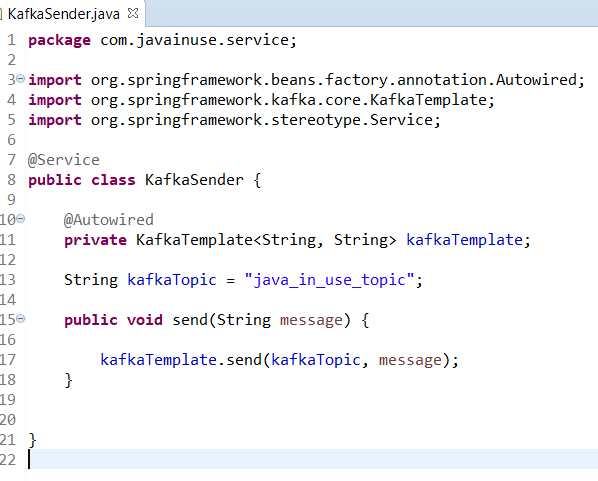 KafkaSender.java
1 package com.javainuse.service;
2
3 import org.springframework.beans.factory.annotation.Autowired;
4 import org.springframework.kafka.core.KafkaTemplate;
5 import org.springframework.stereotype.Service;
6
7 @Service
8 public class KafkaSender {
9
10     @Autowired
11     private KafkaTemplate<String, String> kafkaTemplate;
12
13     String kafkaTopic = "java_in_use_topic";
14
15     public void send(String message) {
16
17         kafkaTemplate.send(kafkaTopic, message);
18     }
19
20
21 }
22